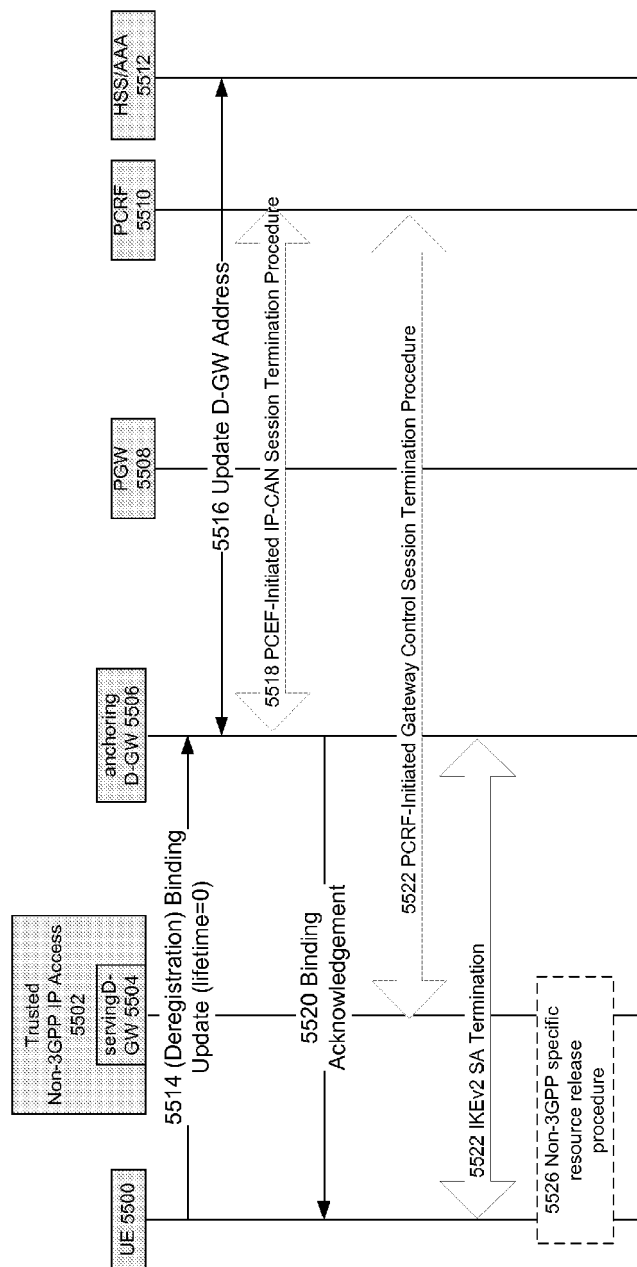 UE 5500
Trusted
Non-3GPP IP Access
5502
servingD-
GW 5504
anchoring
D-GW 5506
PGW
5508
PCRF
5510
HSS/AAA
5512
5514 (Deregistration) Binding
Update (lifetime=0)
5516 Update D-GW Address
5518 PCEF-Initiated IP-CAN Session Termination Procedure
5520 Binding
Acknowledgement
5522 PCRF-Initiated Gateway Control Session Termination Procedure
5522 IKEv2 SA Termination
5526 Non-3GPP specific
resource release
procedure